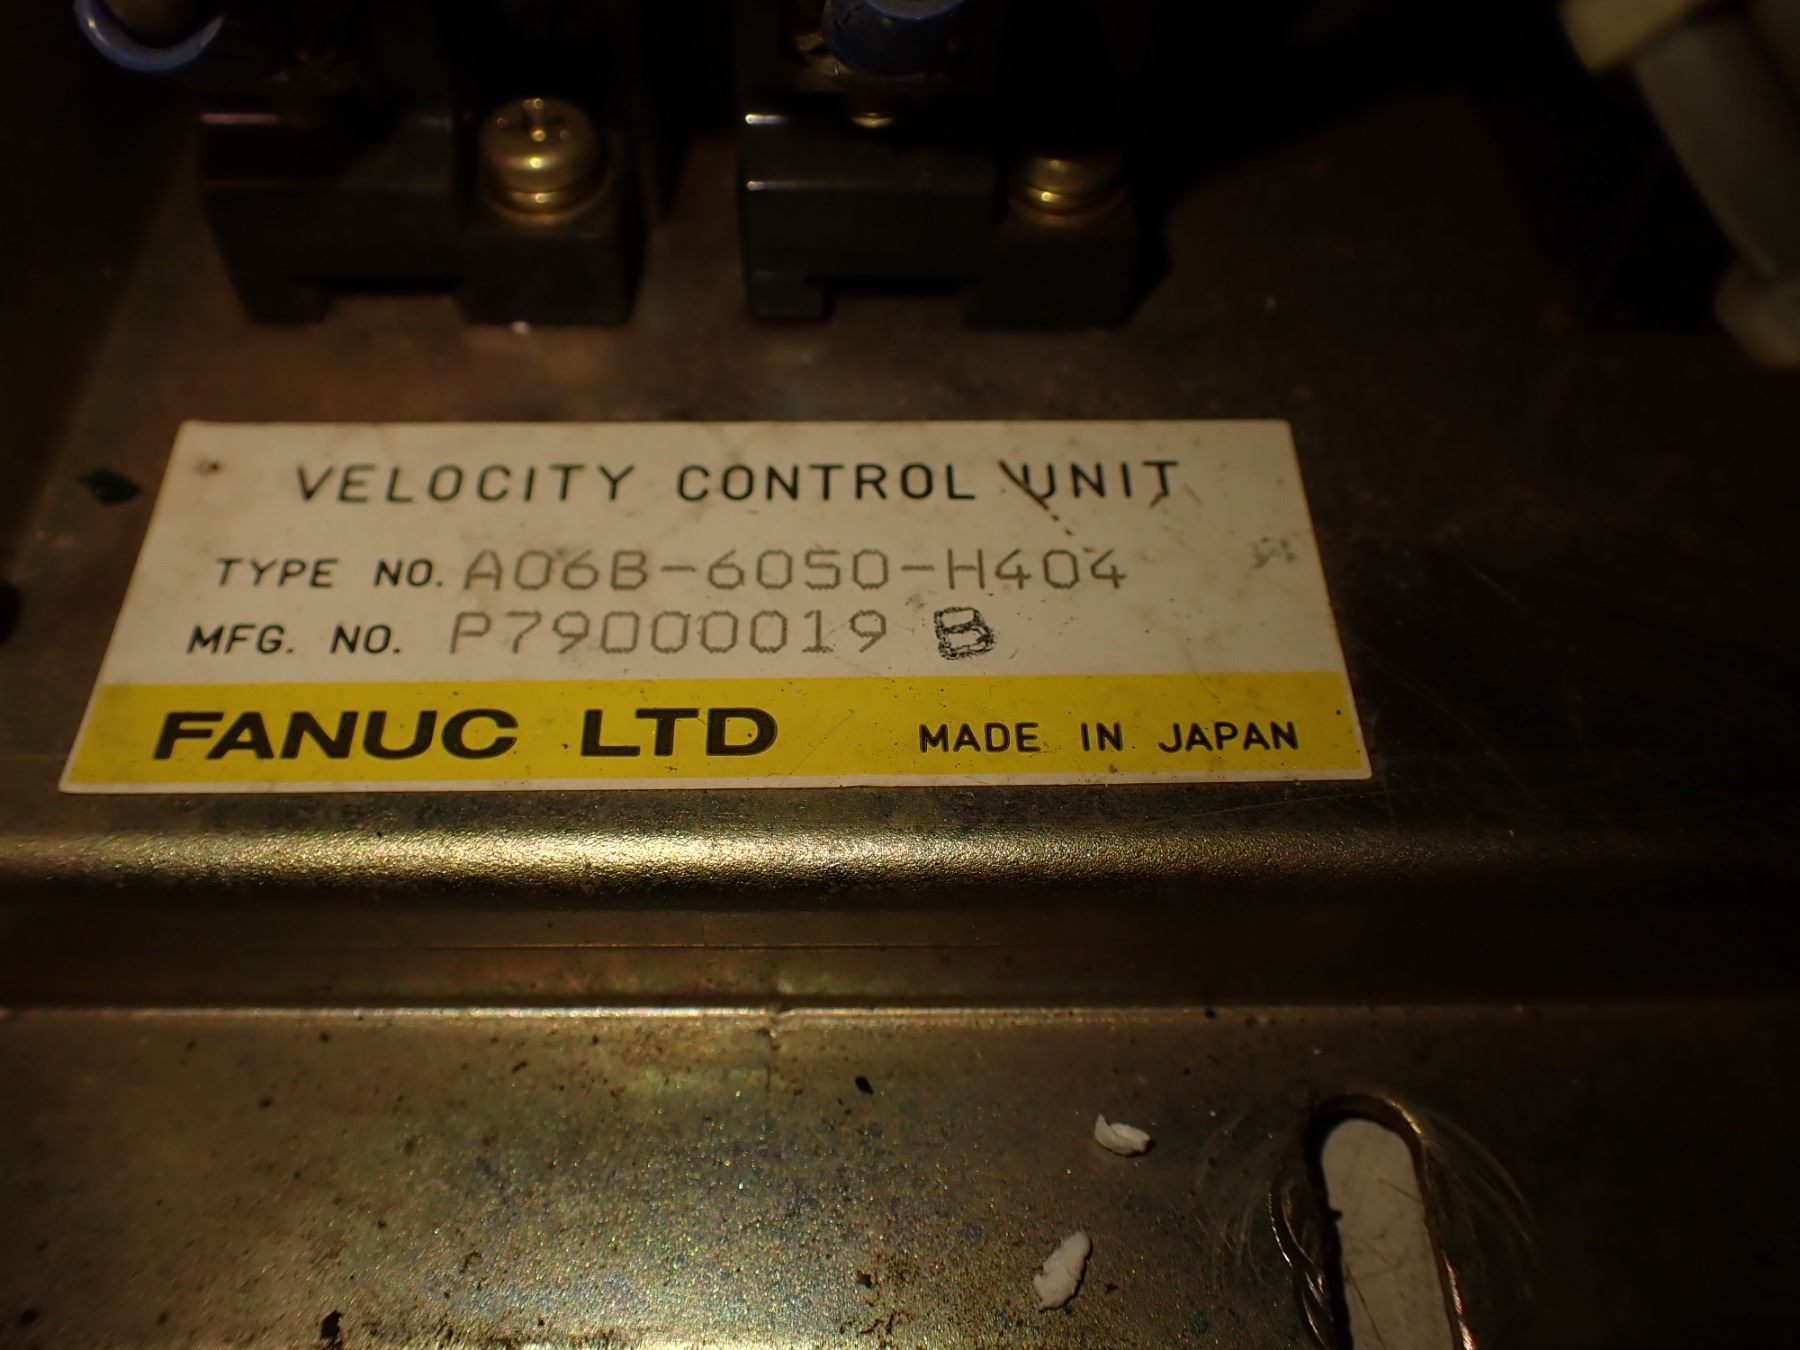 VELOCITY CONTROL UNIT
TYPE NO. A06B-6050-H404
MFG. NO. P79000019 B
FANUC LTD MADE IN JAPAN